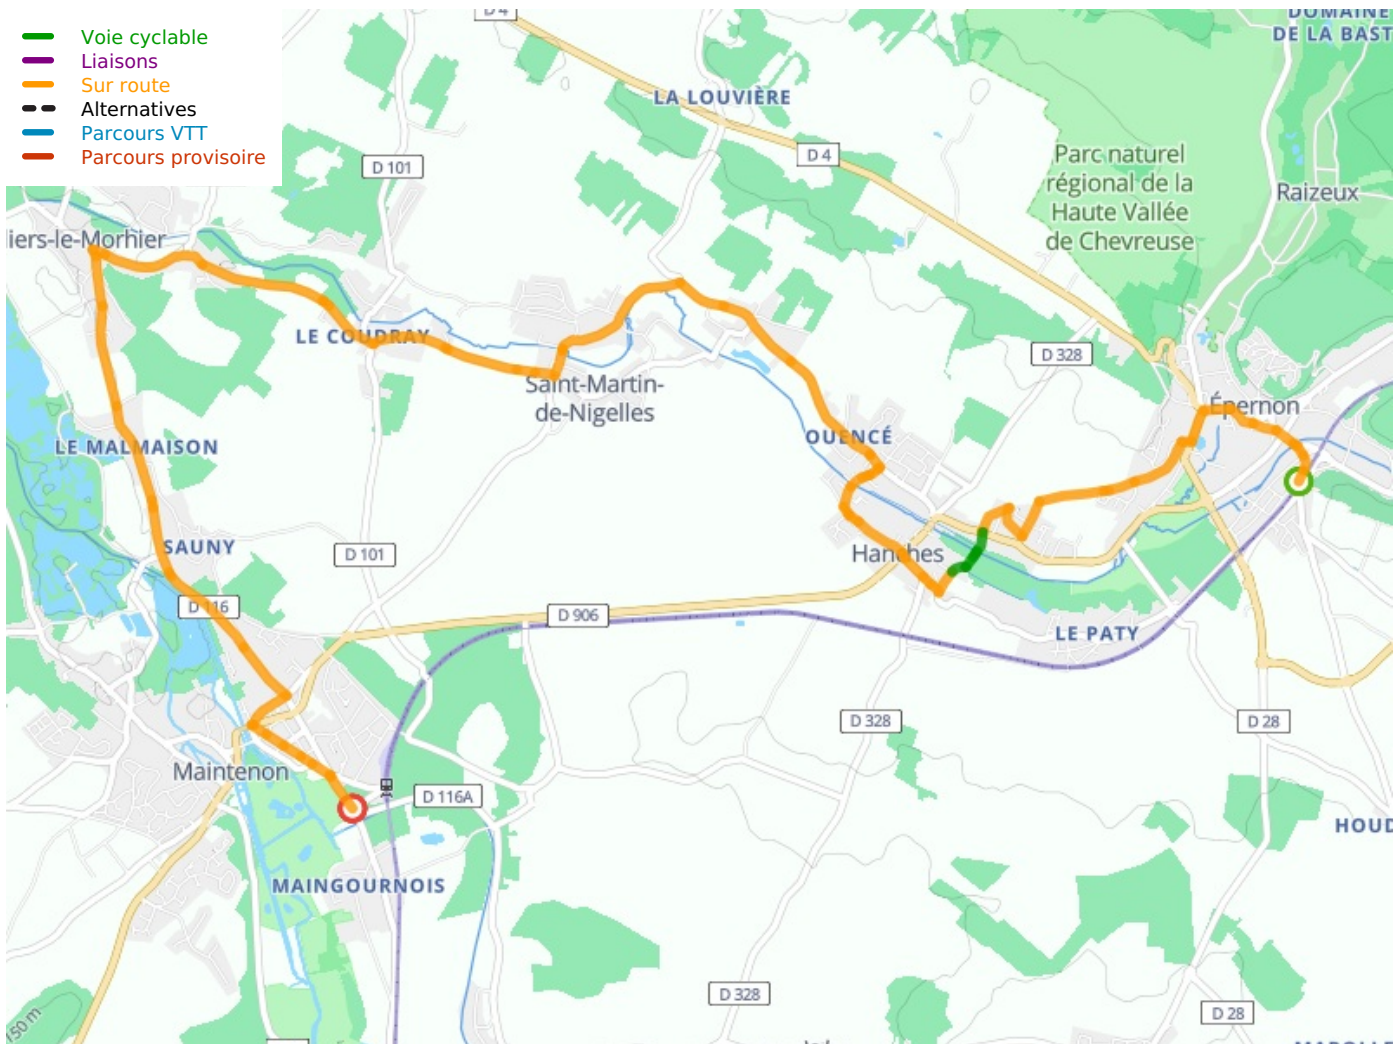 Voie cyclable
Liaisons
Sur route
Alternatives
Parcours VTT
Parcours provisoire
D 4
DOMAINE
DE LA BAST
LA LOUVIÈRE
D 4
D 101
Parc naturel
régional de la
Haute Vallée
de Chevreuse
Raizeux
liers-le-Morhier
LE COUDRAY
D 328
Saint-Martin-
de-Nigelles
Épernon
OUENCÉ
LE MALMAISON
SAUNY
D 101
Hanches
D 116
D 906
LE PATY
D 328
D 28
Maintenon
D 116A
HOUD
MAINGOURNOIS
D 328
D 28
150 m